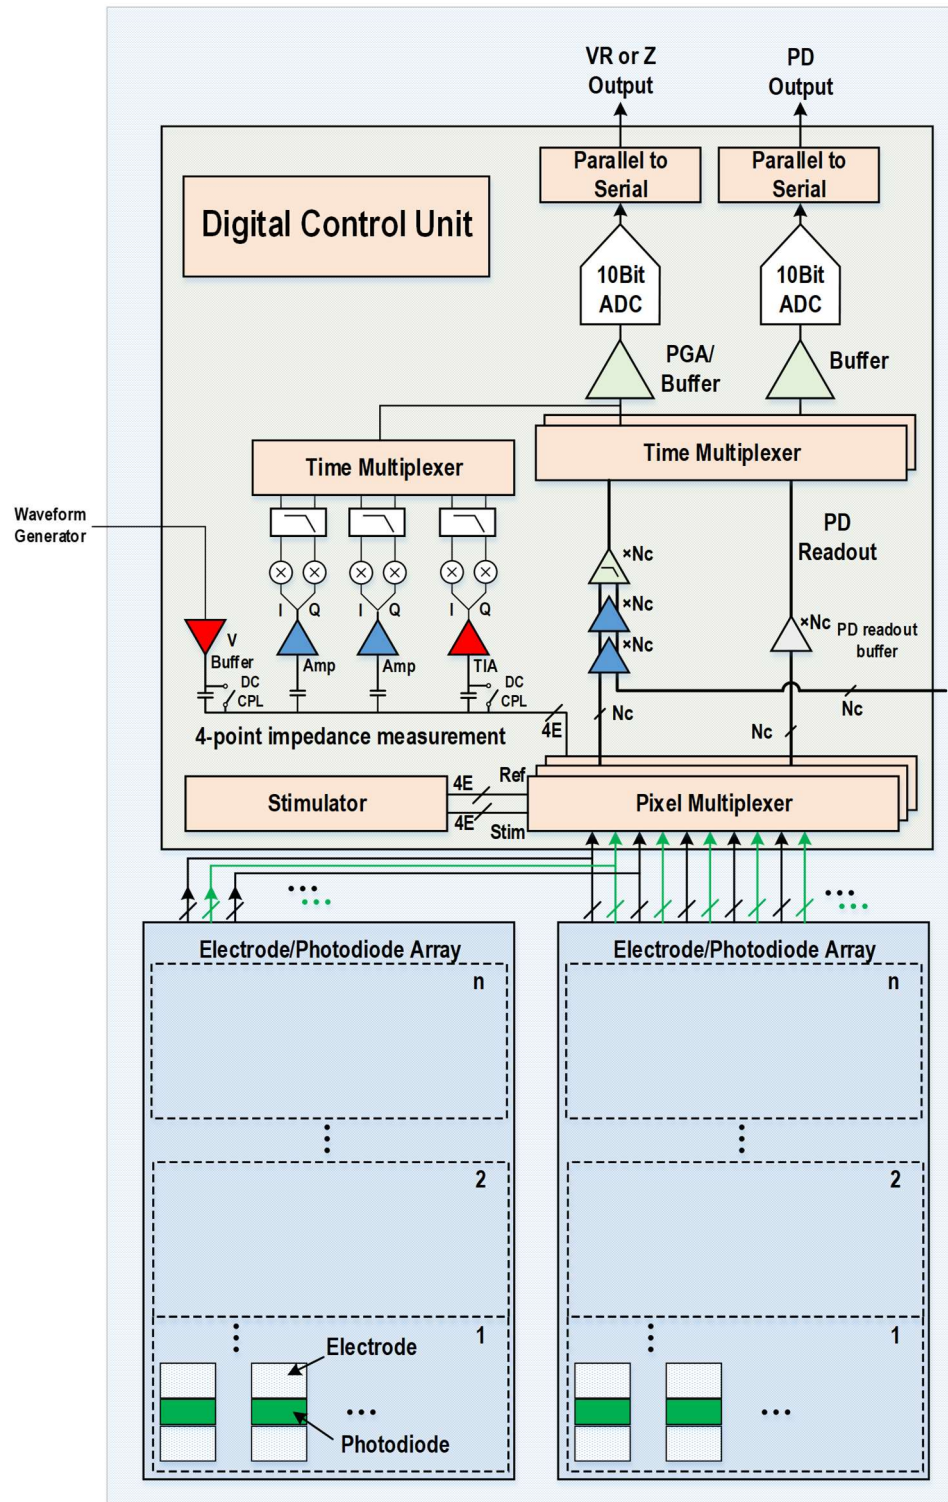 VR or Z
Output
PD
Output
Parallel to
Serial
Parallel to
Serial
Digital Control Unit
10Bit
ADC
10Bit
ADC
PGA/
Buffer
Buffer
Time Multiplexer
Time Multiplexer
Waveform
Generator
PD
Readout
×Nc
I
Q
I
Q
I
Q
×Nc
×Nc
×Nc
PD readout
buffer
V
Buffer
Amp
Amp
TIA
DC
CPL
DC
CPL
Nc
Nc
Nc
4E
4-point impedance measurement
Stimulator
4E
Ref
4E
Stim
Pixel Multiplexer
Electrode/Photodiode Array
n
2
1
Electrode
Photodiode
Electrode/Photodiode Array
n
2
1